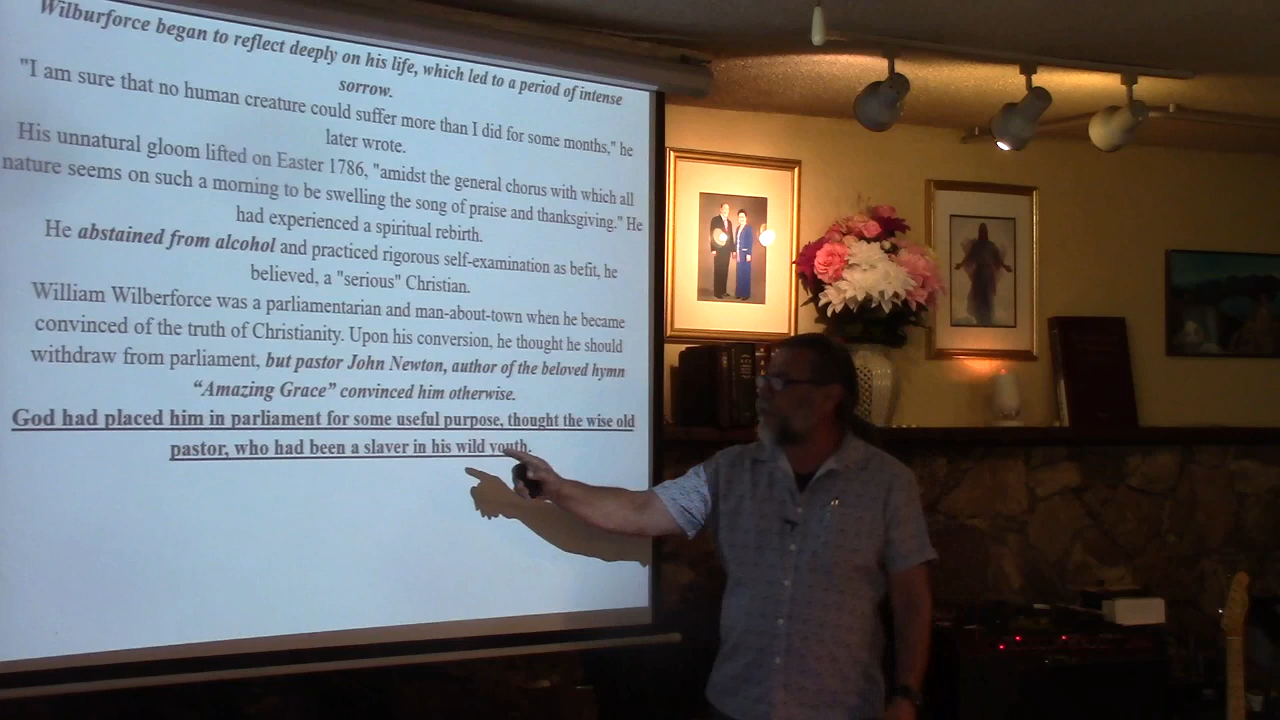 Wilburforce began to reflect deeply on his life, which led to a period of intense
sorrow.
"I am sure that no human creature could suffer more than I did for some months," he
later wrote.
His unnatural gloom lifted on Easter 1786, "amidst the general chorus with which all
nature seems on such a morning to be swelling the song of praise and thanksgiving." He
had experienced a spiritual rebirth.
He abstained from alcohol and practiced rigorous self-examination as befit, he
believed, a "serious" Christian.
William Wilberforce was a parliamentarian and man-about-town when he became
convinced of the truth of Christianity. Upon his conversion, he thought he should
withdraw from parliament, but pastor John Newton, author of the beloved hymn
“Amazing Grace” convinced him otherwise.
God had placed him in parliament for some useful purpose, thought the wise old
pastor, who had been a slaver in his wild youth.